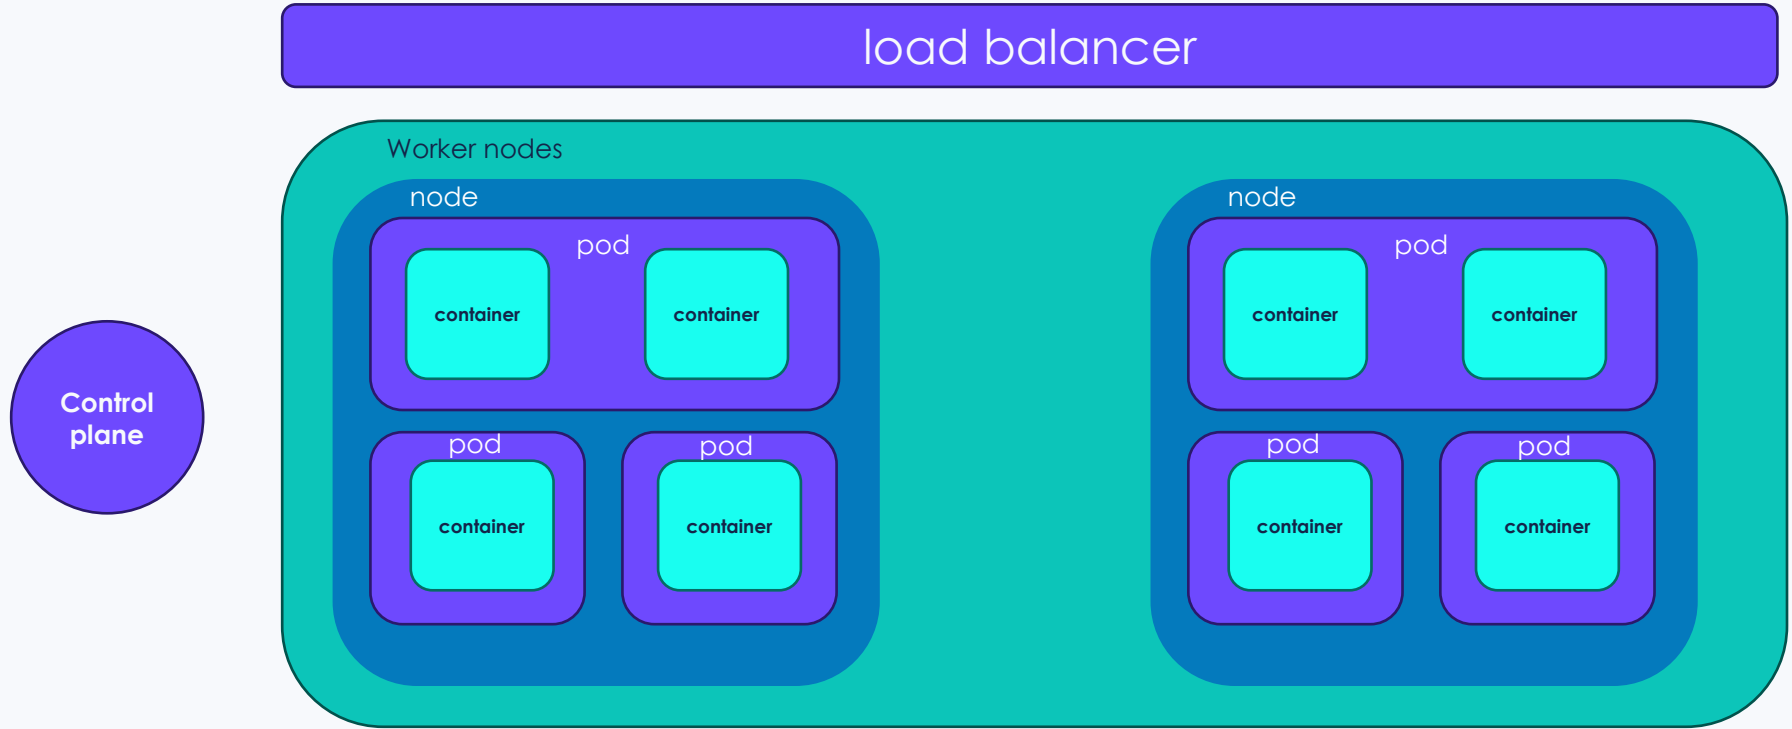 load balancer
Worker nodes
node
pod
container
container
pod
container
pod
container
node
pod
container
container
pod
container
pod
container
Control
plane